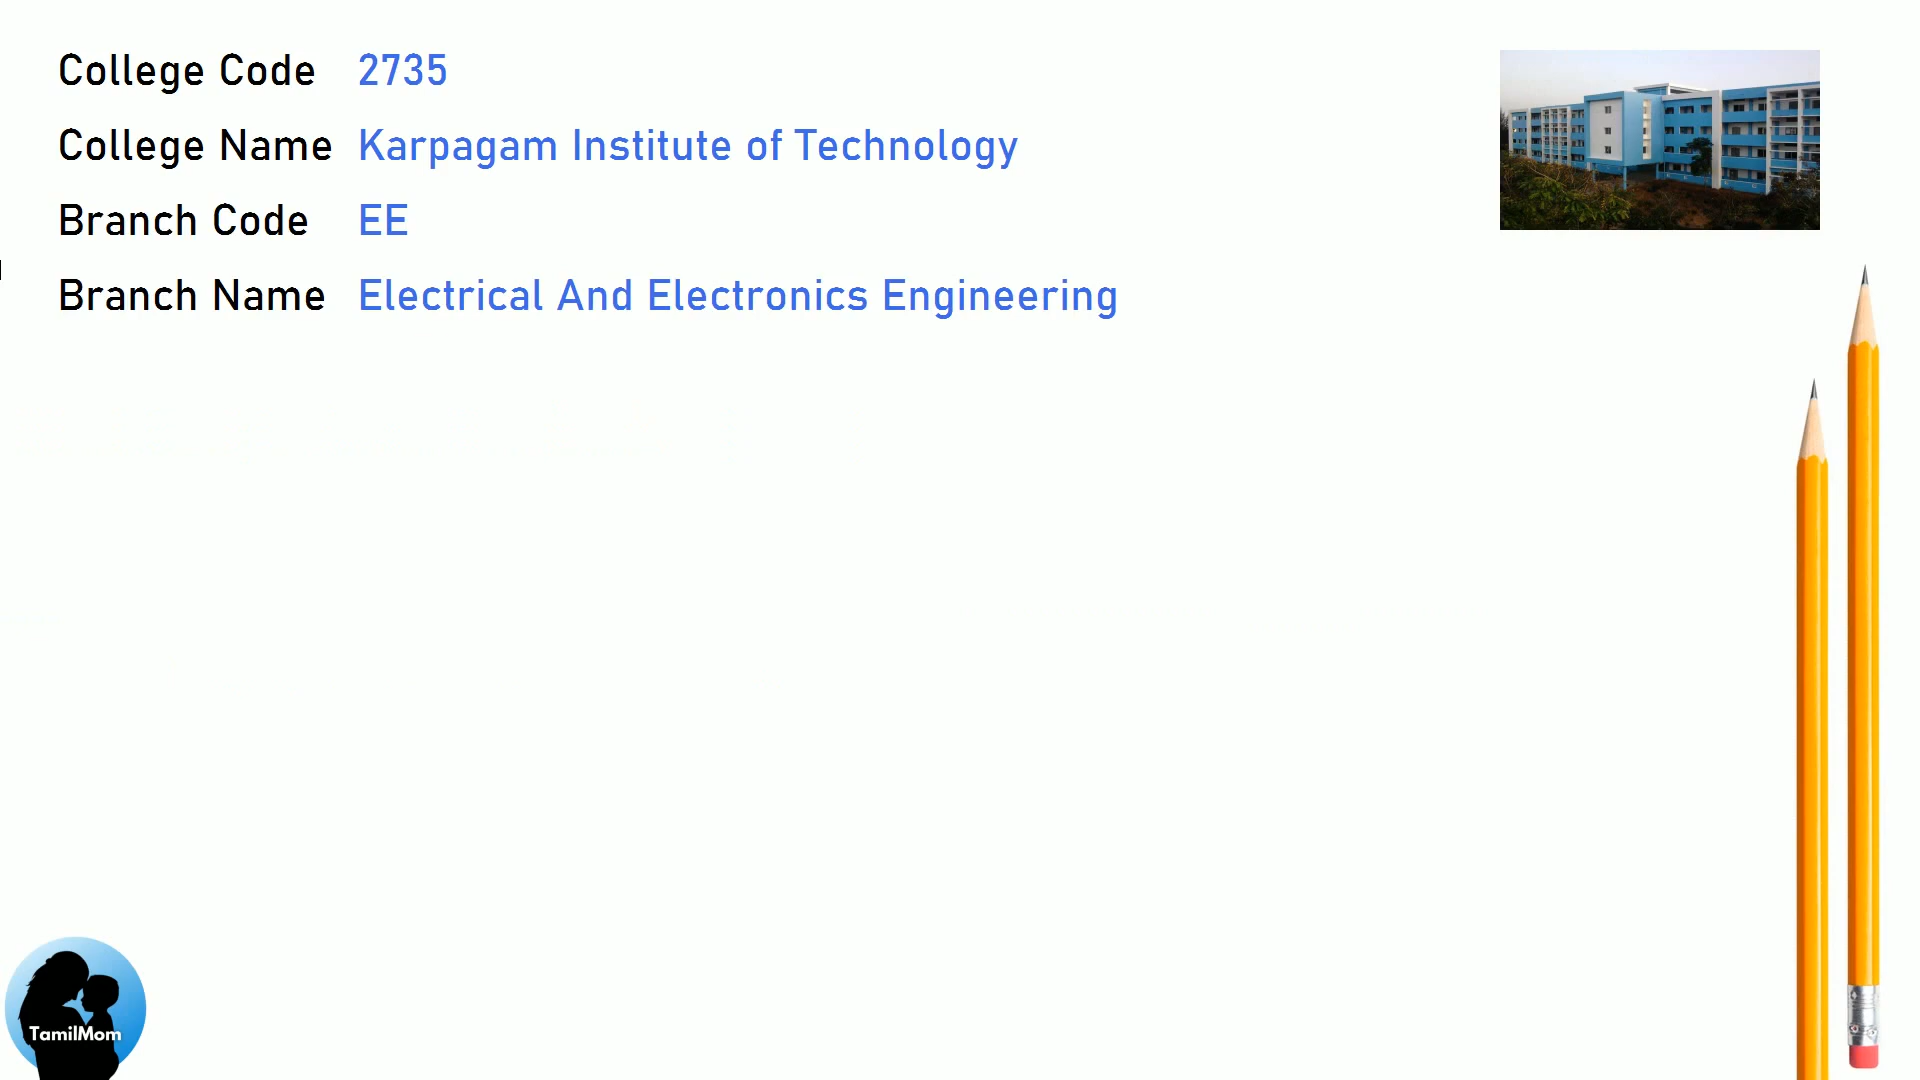 College Code 2735
College Name Karpagam Institute of Technology
Branch Code EE
Branch Name Electrical And Electronics Engineering
TamilMom